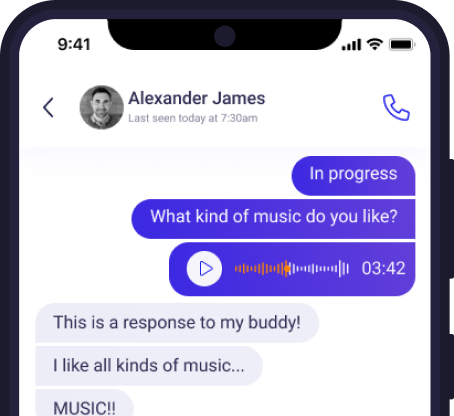 9:41
Alexander James
Last seen today at 7:30am
In progress
What kind of music do you like?
03:42
This is a response to my buddy!
I like all kinds of music...
MUSIC!!